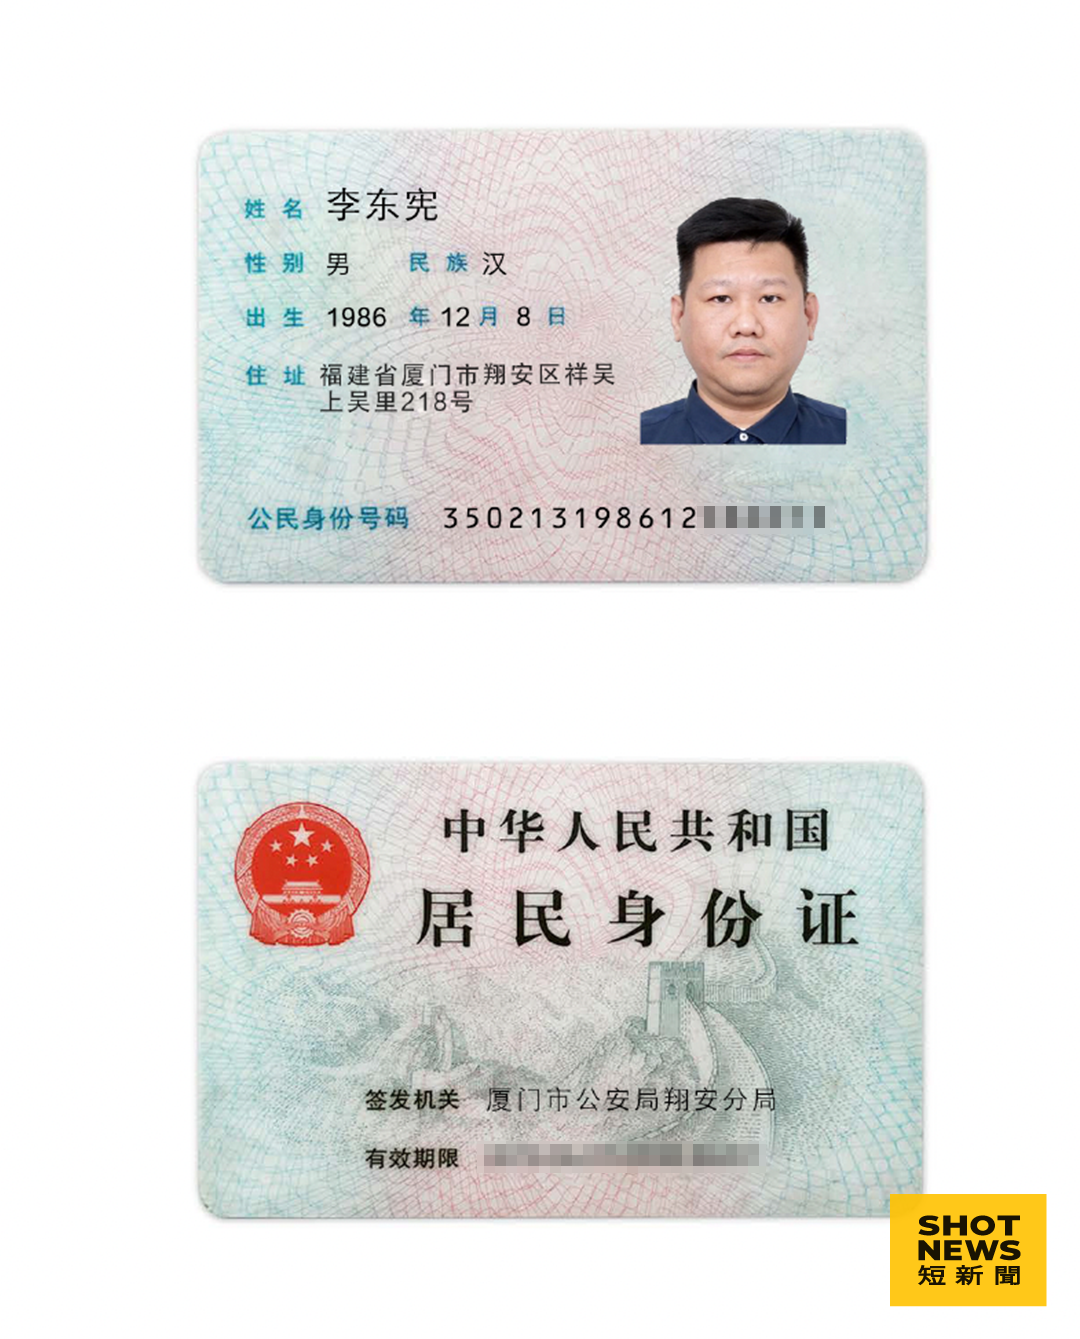 姓名 李东宪
性别 男 民族 汉
出生 1986 年 12 月 8 日
住址 福建省厦门市翔安区祥吴
上吴里218号
公民身份号码 350213198612
中华人民共和国
居民身份证
签发机关 厦门市公安局翔安分局
有效期限
SHOT
NEWS
短新聞